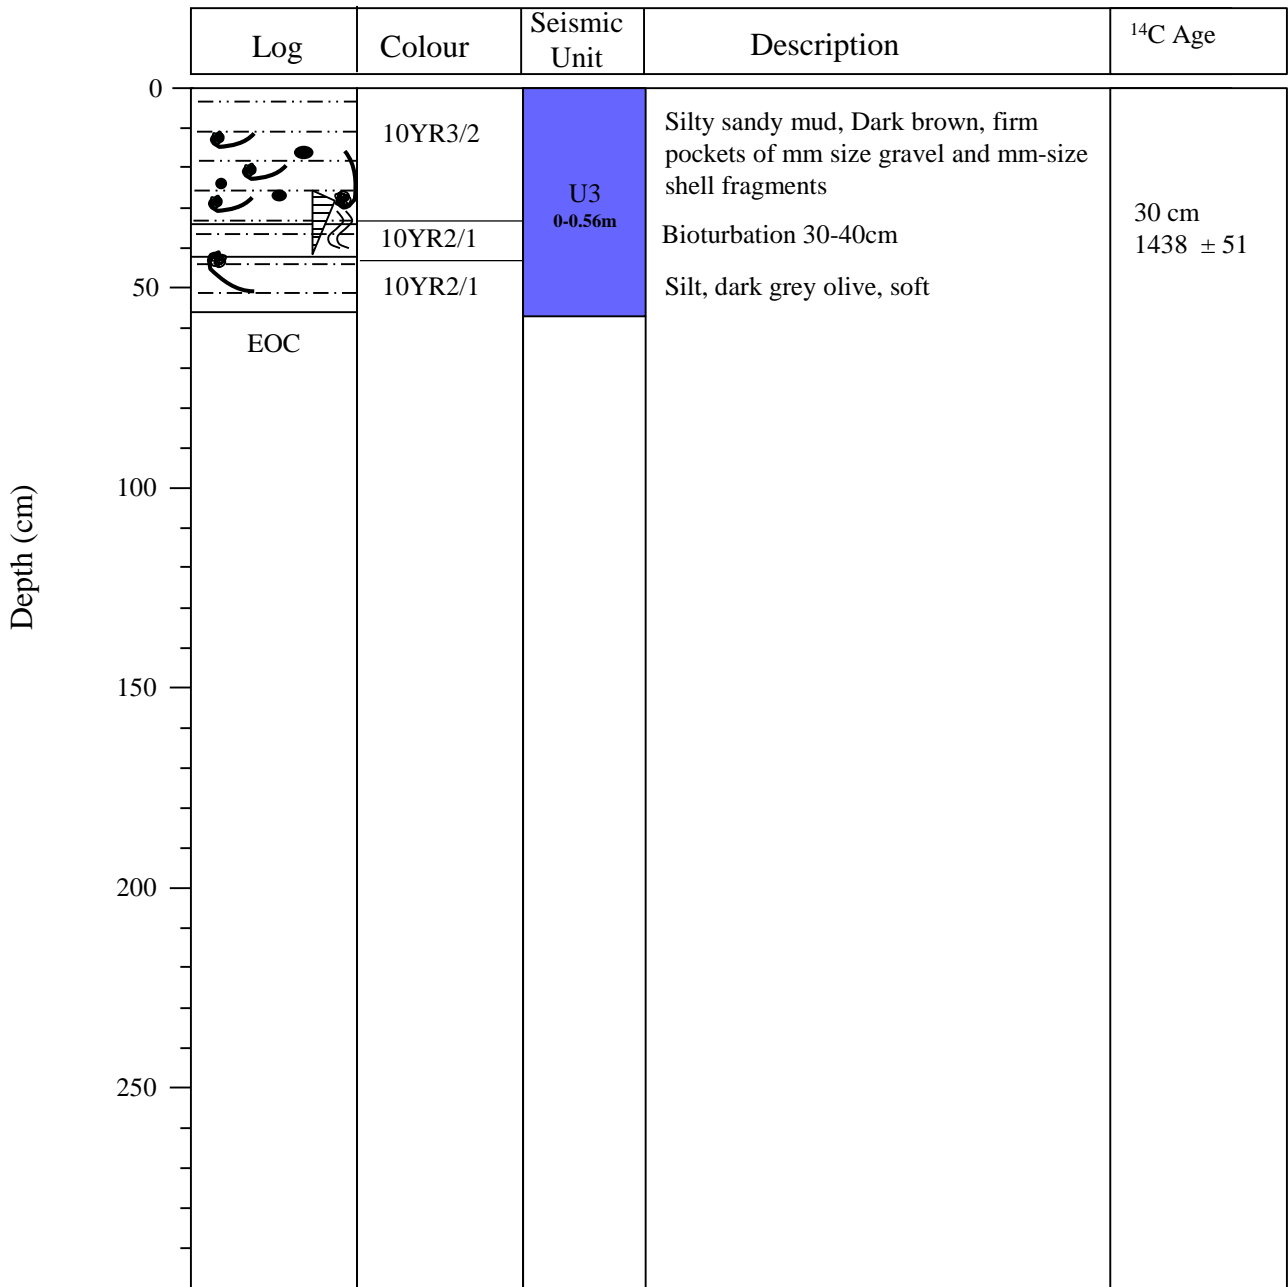 Log
Colour
Seismic
Unit
Description
¹⁴C Age
0
50
100
150
200
250
Depth (cm)
10YR3/2
10YR2/1
10YR2/1
EOC
U3
0-0.56m
Silty sandy mud, Dark brown, firm
pockets of mm size gravel and mm-size
shell fragments
Bioturbation 30-40cm
Silt, dark grey olive, soft
30 cm
1438 ± 51